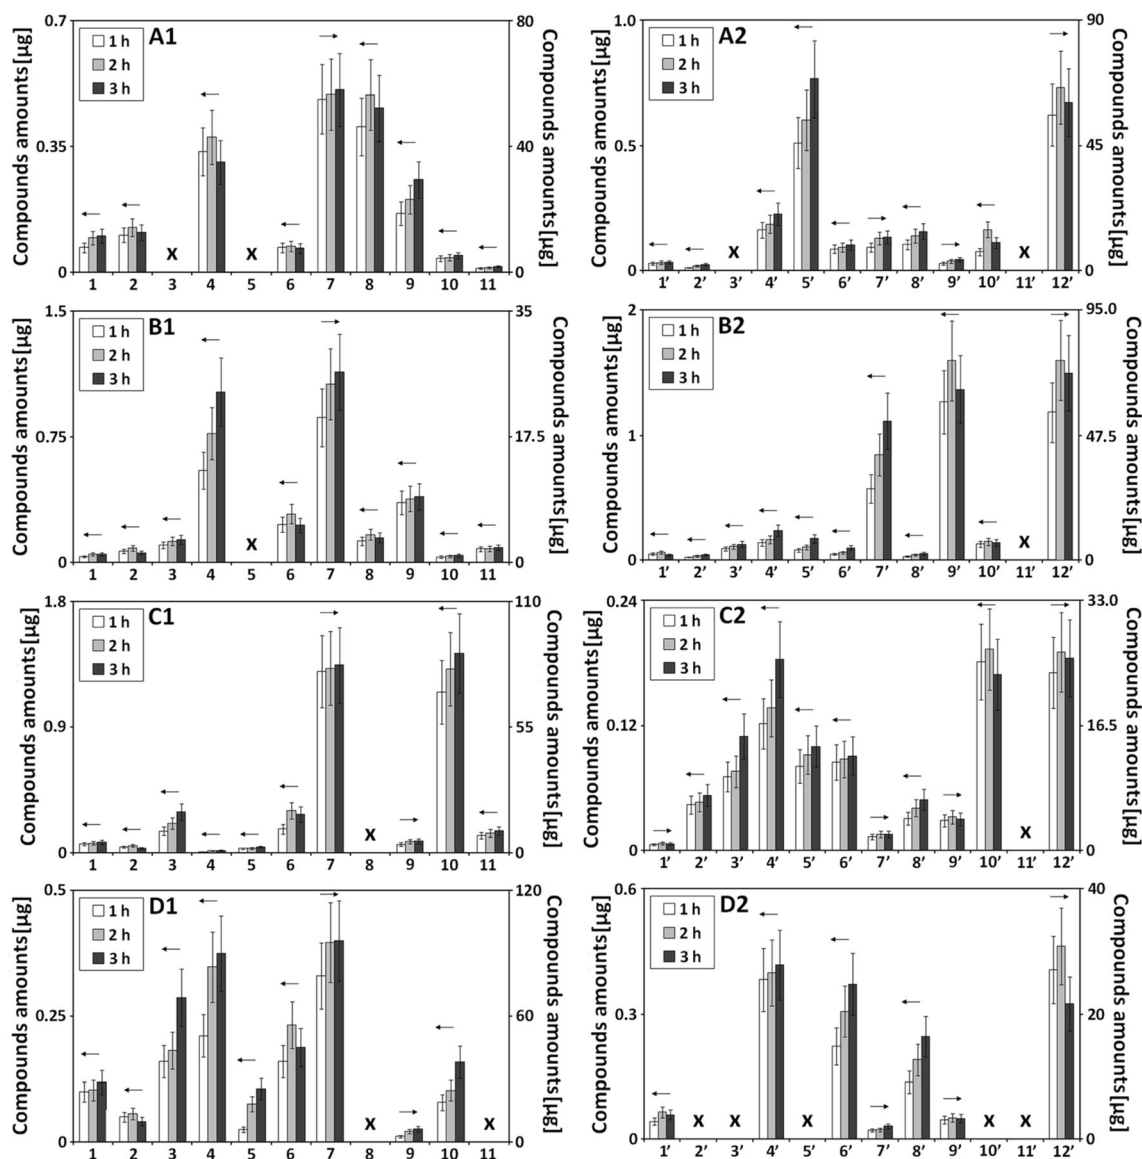 0.7 A1 80 1.0 A2 90
1 h
2 h
3 h
1 h
2 h
3 h
Compounds amounts[µg] 0.35 40 Compounds amounts[µg]
Compounds amounts[µg] 0.5 45 Compounds amounts[µg]
X X X X
0 0 0 0
1 2 3 4 5 6 7 8 9 10 11
1’ 2’ 3’ 4’ 5’ 6’ 7’ 8’ 9’ 10’ 11’ 12’
1.5 B1 35 2 B2 95.0
1 h
2 h
3 h
1 h
2 h
3 h
Compounds amounts[µg] 0.75 17.5 Compounds amounts[µg]
Compounds amounts[µg] 1 47.5 Compounds amounts[µg]
X X
0 0 0 0
1 2 3 4 5 6 7 8 9 10 11
1’ 2’ 3’ 4’ 5’ 6’ 7’ 8’ 9’ 10’ 11’ 12’
1.8 C1 110 0.24 C2 33.0
1 h
2 h
3 h
1 h
2 h
3 h
Compounds amounts[µg] 0.9 55 Compounds amounts[µg]
Compounds amounts[µg] 0.12 16.5 Compounds amounts[µg]
X X
0 0 0 0
1 2 3 4 5 6 7 8 9 10 11
1’ 2’ 3’ 4’ 5’ 6’ 7’ 8’ 9’ 10’ 11’ 12’
0.5 D1 120 0.6 D2 40
1 h
2 h
3 h
1 h
2 h
3 h
Compounds amounts[µg] 0.25 60 Compounds amounts[µg]
Compounds amounts[µg] 0.3 20 Compounds amounts[µg]
X X X X X X X
0 0 0 0
1 2 3 4 5 6 7 8 9 10 11
1’ 2’ 3’ 4’ 5’ 6’ 7’ 8’ 9’ 10’ 11’ 12’